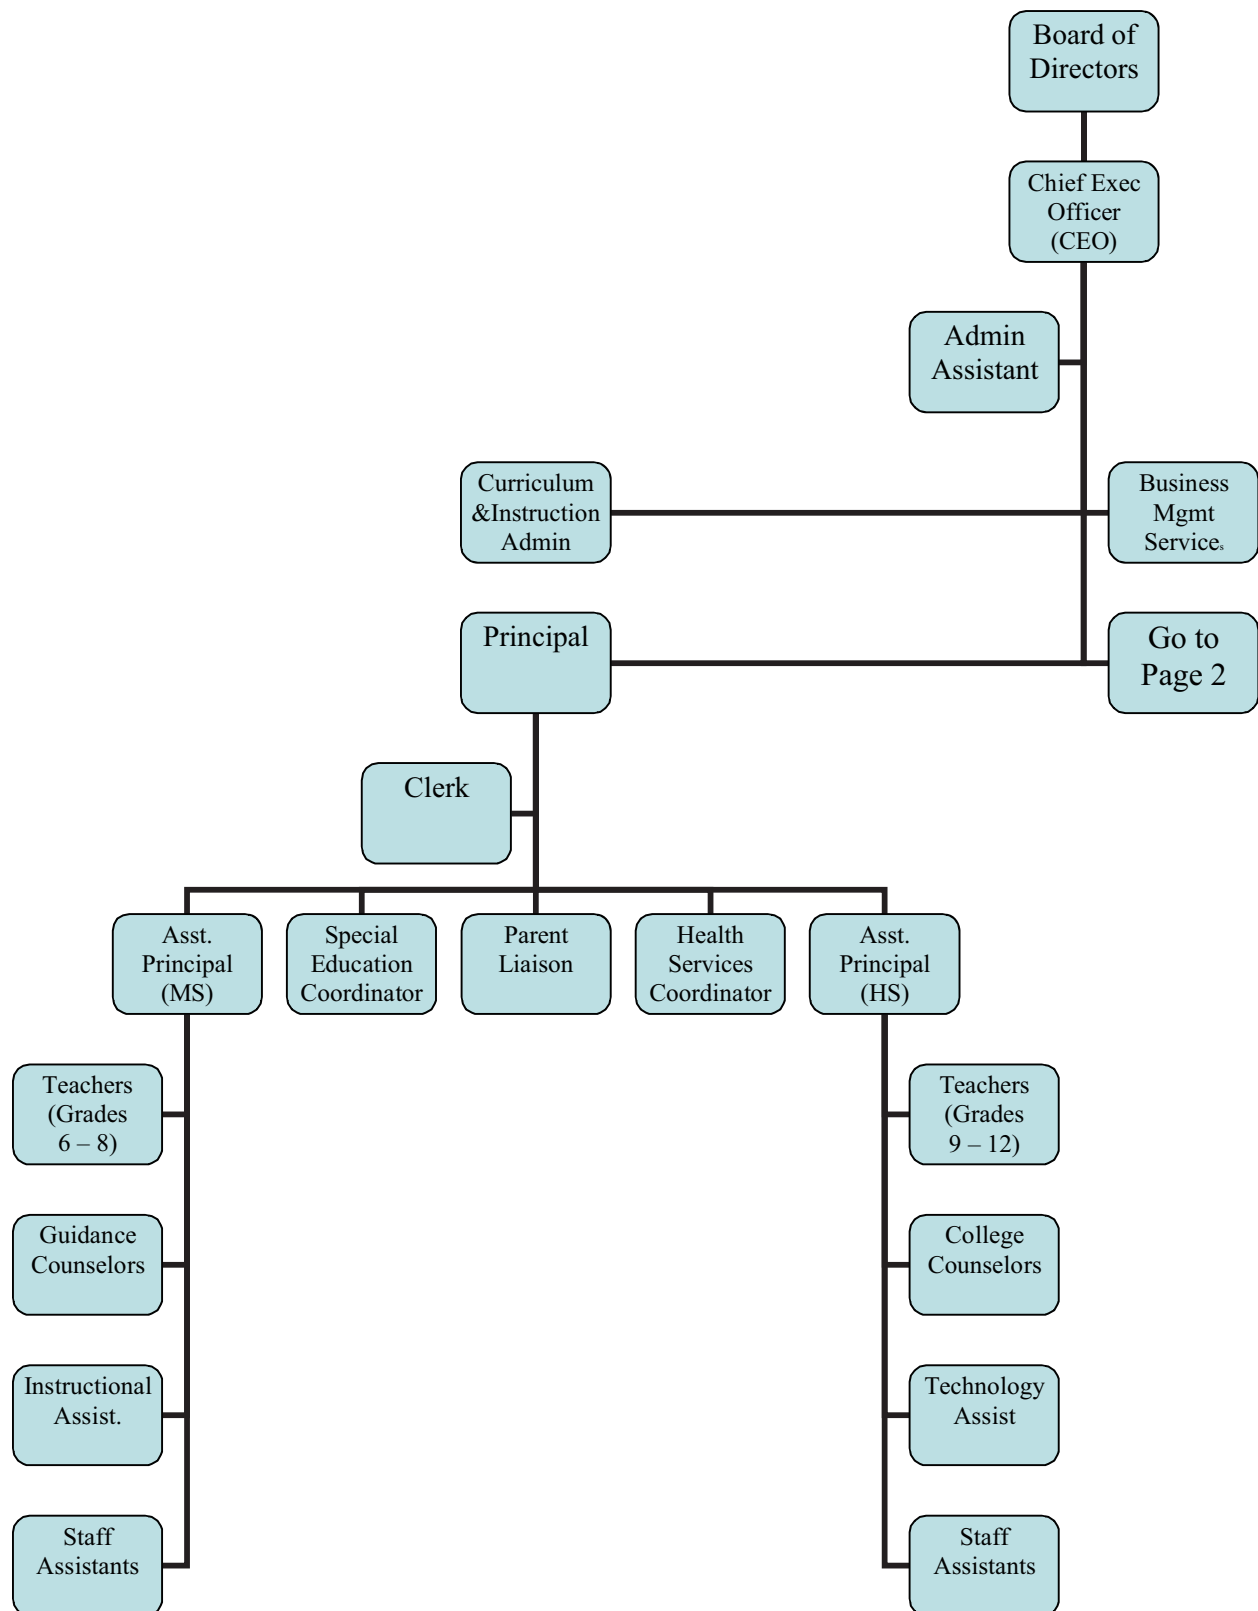 Board of
Directors
Chief Exec
Officer
(CEO)
Admin
Assistant
Curriculum
&Instruction
Admin
Business
Mgmt
Services
Principal
Go to
Page 2
Clerk
Asst.
Principal
(MS)
Special
Education
Coordinator
Parent
Liaison
Health
Services
Coordinator
Asst.
Principal
(HS)
Teachers
(Grades
6 – 8)
Teachers
(Grades
9 – 12)
Guidance
Counselors
College
Counselors
Instructional
Assist.
Technology
Assist
Staff
Assistants
Staff
Assistants